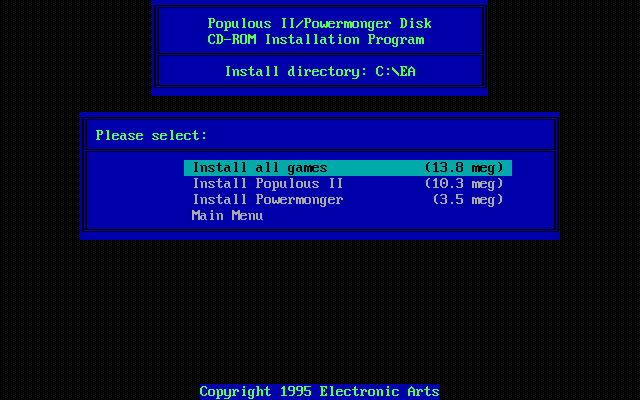 Populous II/Powermonger Disk
CD-ROM Installation Program
Install directory: C:\EA
Please select:
Install all games (13.8 meg)
Install Populous II (10.3 meg)
Install Powermonger (3.5 meg)
Main Menu
Copyright 1995 Electronic Arts